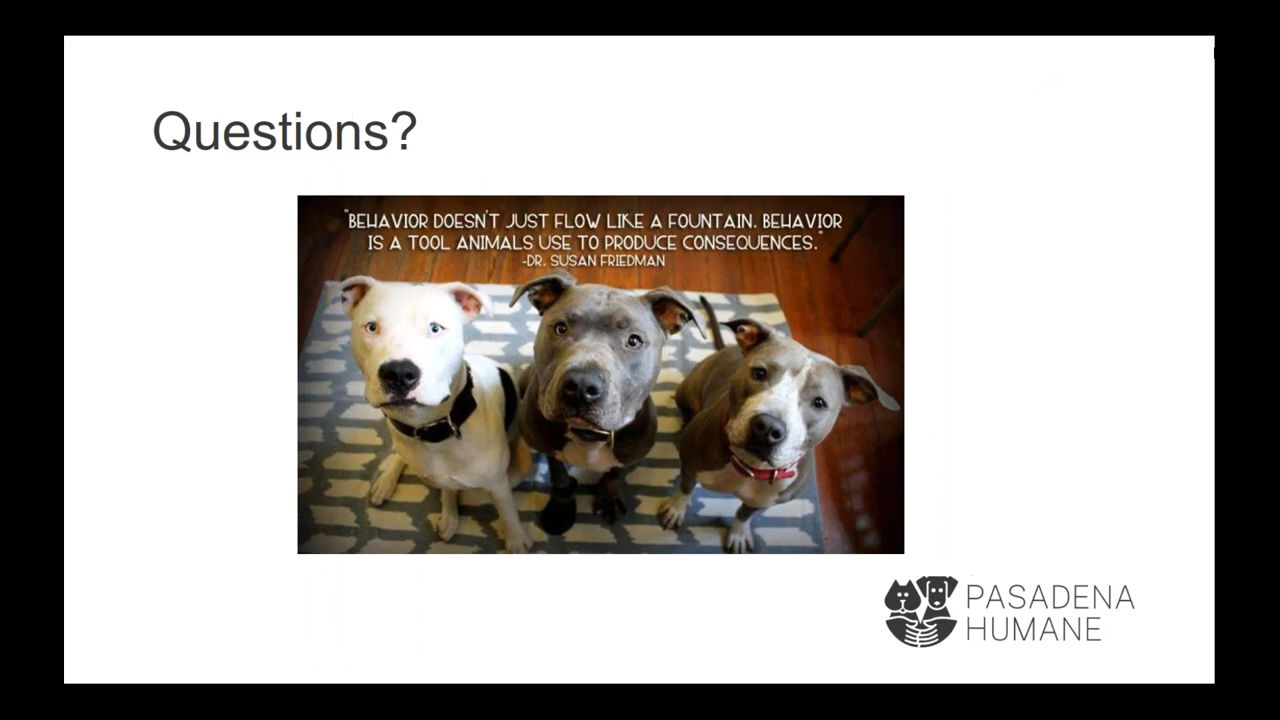 Questions?
"BEHAVIOR DOESN'T JUST FLOW LIKE A FOUNTAIN. BEHAVIOR
IS A TOOL ANIMALS USE TO PRODUCE CONSEQUENCES."
-DR. SUSAN FRIEDMAN
PASADENA
HUMANE